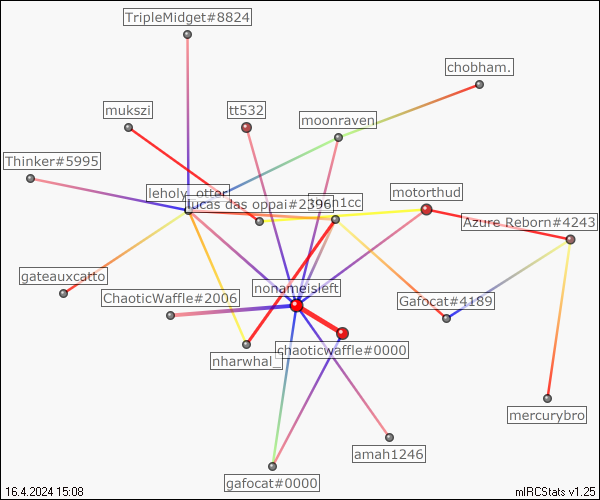 TripleMidget#8824
chobham.
mukszi
tt532
moonraven
Thinker#5995
leholy_otter
lucas das oppai#2396
motorthud
Azure Reborn#4243
gateauxcatto
nonameisleft
ChaoticWaffle#2006
Gafocat#4189
chaoticwaffle#0000
nharwhal_
mercurybro
amah1246
gafocat#0000
16.4.2024 15:08
mIRCStats v1.25